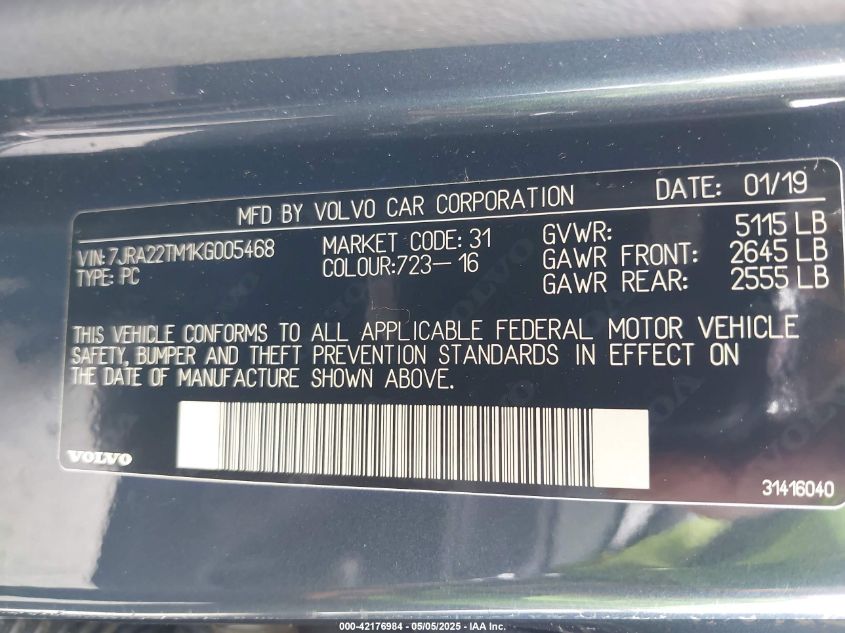 MFD BY VOLVO CAR CORPORATION DATE: 01/19
VIN: 7JRA22TM1KG005468 MARKET CODE: 31 GVWR: 5115 LB
TYPE: PC COLOUR:723-16 GAWR FRONT: 2645 LB
GAWR REAR: 2555 LB
THIS VEHICLE CONFORMS TO ALL APPLICABLE FEDERAL MOTOR VEHICLE
SAFETY, BUMPER AND THEFT PREVENTION STANDARDS IN EFFECT ON
THE DATE OF MANUFACTURE SHOWN ABOVE.
VOLVO
31416040
000-42176984 - 05/05/2025 - IAA Inc.